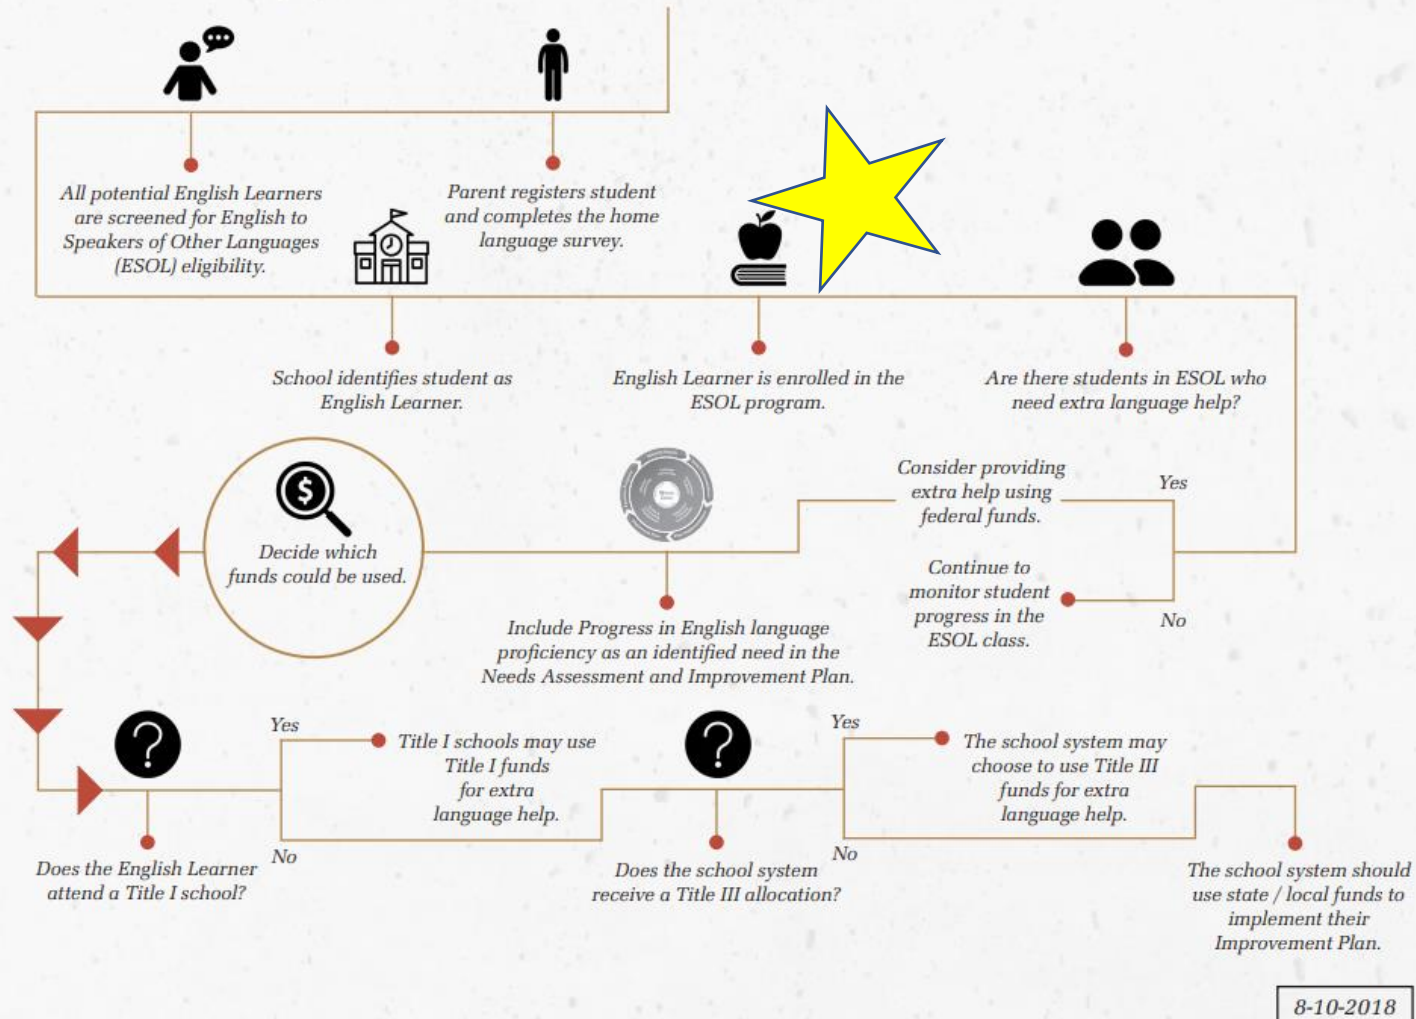 All potential English Learners
are screened for English to
Speakers of Other Languages
(ESOL) eligibility.
Parent registers student
and completes the home
language survey.
School identifies student as
English Learner.
English Learner is enrolled in the
ESOL program.
Are there students in ESOL who
need extra language help?
Consider providing
extra help using
federal funds.
Yes
Continue to
monitor student
progress in the
ESOL class.
No
Include Progress in English language
proficiency as an identified need in the
Needs Assessment and Improvement Plan.
$
Decide which
funds could be used.
?
Does the English Learner
attend a Title I school?
Yes
Title I schools may use
Title I funds
for extra
language help.
No
?
Does the school system
receive a Title III allocation?
Yes
The school system may
choose to use Title III
funds for extra
language help.
No
The school system should
use state / local funds to
implement their
Improvement Plan.
8-10-2018